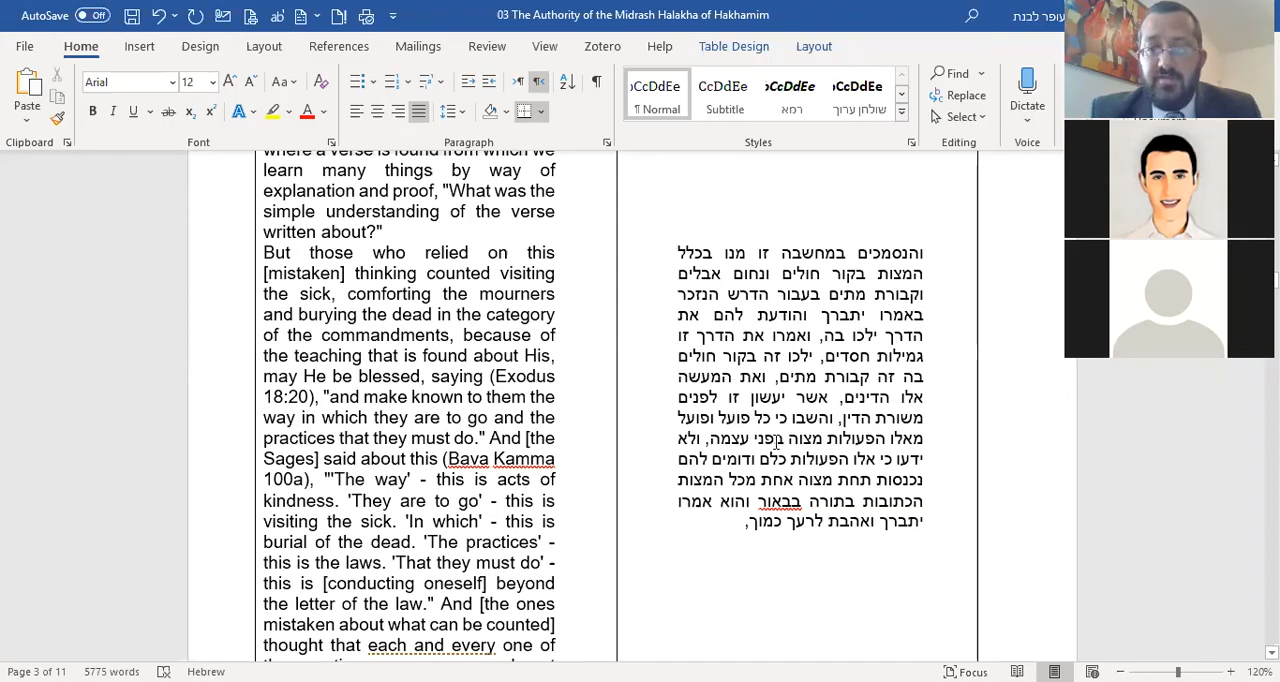 AutoSave Off
03 The Authority of the Midrash Halakha of Hakhamim
עופר לבנת
File Home Insert Design Layout References Mailings Review View Zotero Help Table Design Layout
Arial 12
Aa
Paste
B I U ab x₂ x² A A
Clipboard Font Paragraph Styles Editing Voice
CcDdEe CcDdEe CcDdEe CcDdEe
¶ Normal Subtitle רמא שולחן ערוך
Find
Replace
Select
Dictate
where a verse is found from which we
learn many things by way of
explanation and proof, "What was the
simple understanding of the verse
written about?"
But those who relied on this
[mistaken] thinking counted visiting
the sick, comforting the mourners
and burying the dead in the category
of the commandments, because of
the teaching that is found about His,
may He be blessed, saying (Exodus
18:20), "and make known to them the
way in which they are to go and the
practices that they must do." And [the
Sages] said about this (Bava Kamma
100a), "'The way' - this is acts of
kindness. 'They are to go' - this is
visiting the sick. 'In which' - this is
burial of the dead. 'The practices' -
this is the laws. 'That they must do' -
this is [conducting oneself] beyond
the letter of the law." And [the ones
mistaken about what can be counted]
thought that each and every one of
והנסמכים במחשבה זו מנו בכלל
המצות בקור חולים ונחום אבלים
וקבורת מתים בעבור הדרש הנזכר
באמרו יתברך והודעת להם את
הדרך ילכו בה, ואמרו את הדרך זו
גמילות חסדים, ילכו זה בקור חולים
בה זה קבורת מתים, ואת המעשה
אלו הדינים, אשר יעשון זו לפנים
משורת הדין, והשבו כי כל פועל ופועל
מאלו הפעולות מצוה בפני עצמה, ולא
ידעו כי אלו הפעולות כלם ודומים להם
נכנסות תחת מצוה אחת מכל המצות
הכתובות בתורה בבאור והוא אמרו
יתברך ואהבת לרעך כמוך,
Page 3 of 11 5775 words Hebrew Focus 120%